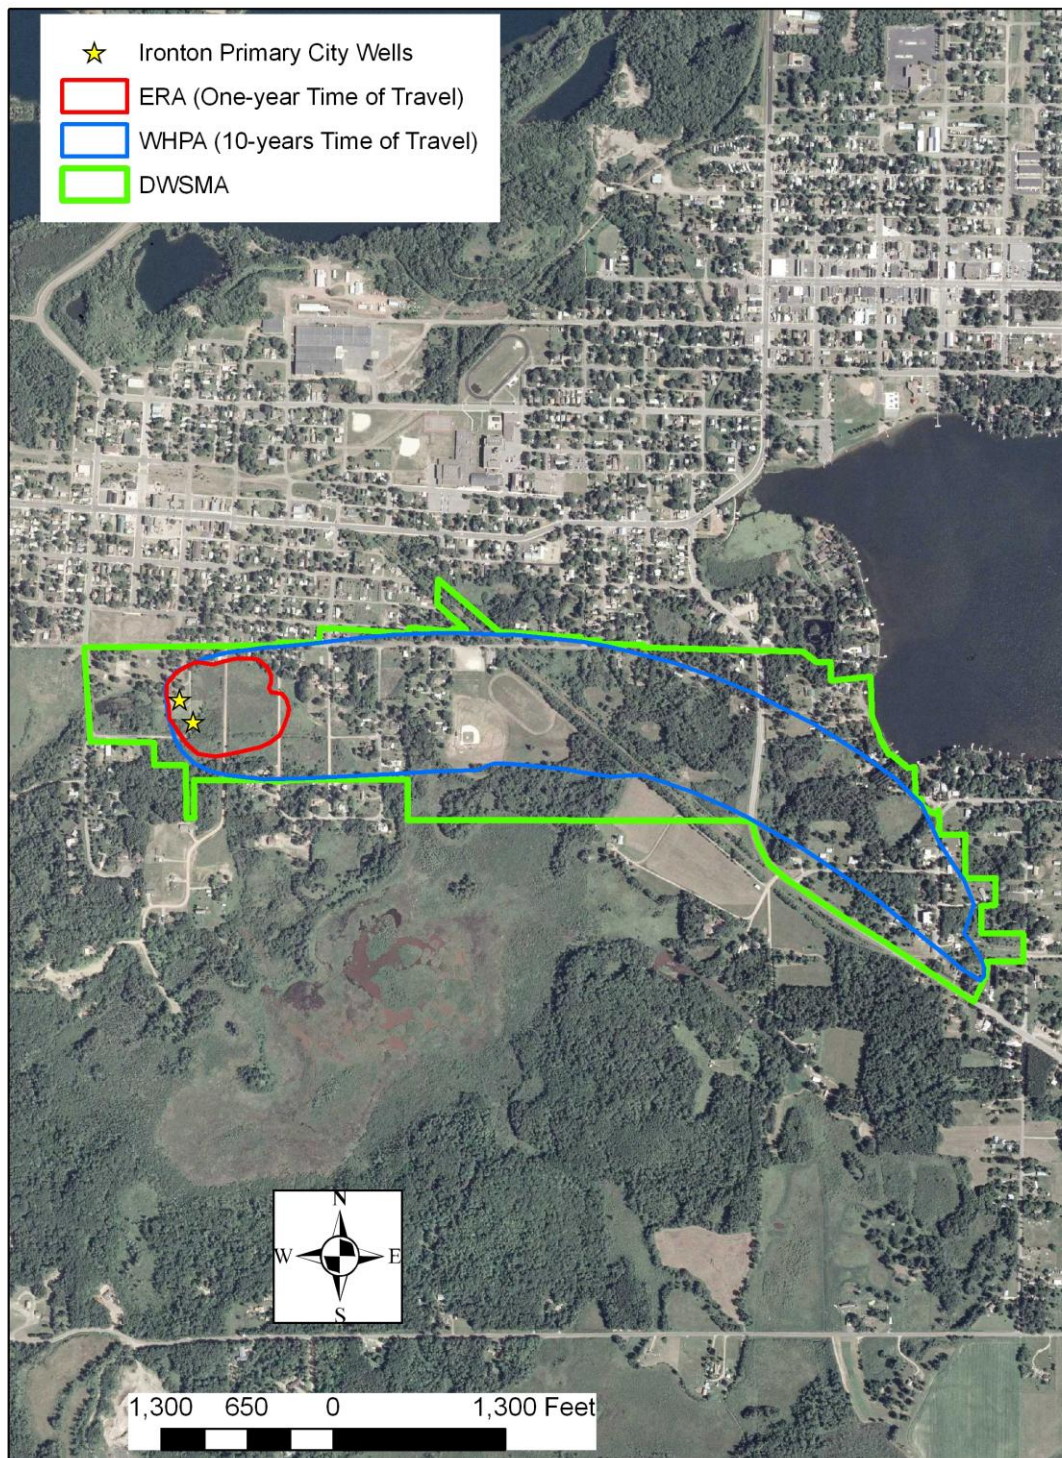 Ironton Primary City Wells
ERA (One-year Time of Travel)
WHPA (10-years Time of Travel)
DWSMA
N
W E
S
1,300 650 0 1,300 Feet